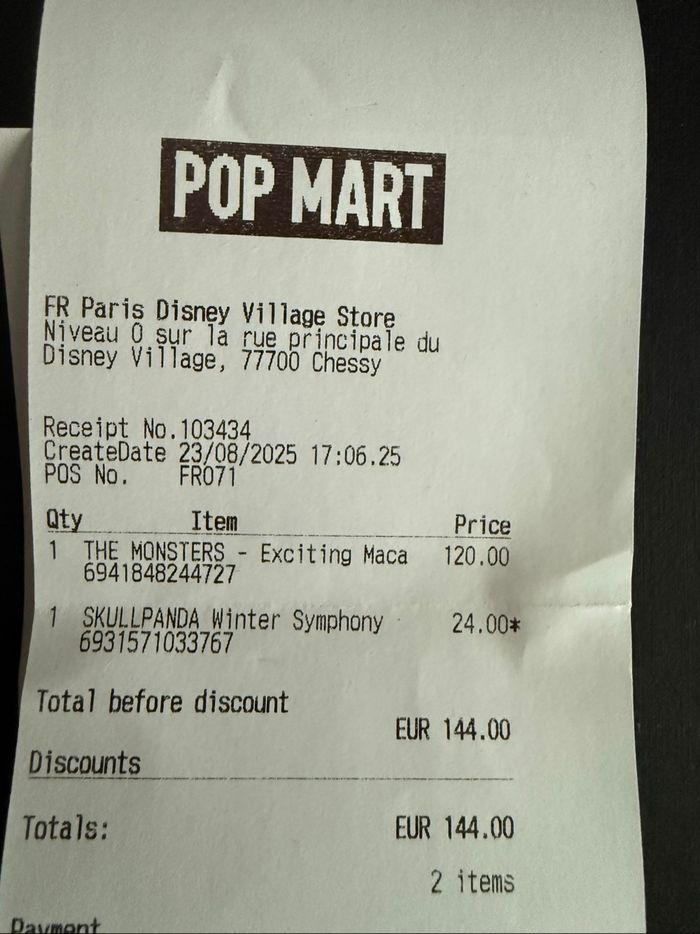 POP MART
FR Paris Disney Village Store
Niveau 0 sur la rue principale du
Disney Village, 77700 Chessy
Receipt No.103434
CreateDate 23/08/2025 17:06.25
POS No. FR071
Qty Item Price
1 THE MONSTERS - Exciting Maca 120.00
6941848244727
1 SKULLPANDA Winter Symphony 24.00*
6931571033767
Total before discount
EUR 144.00
Discounts
Totals: EUR 144.00
2 items
Payment